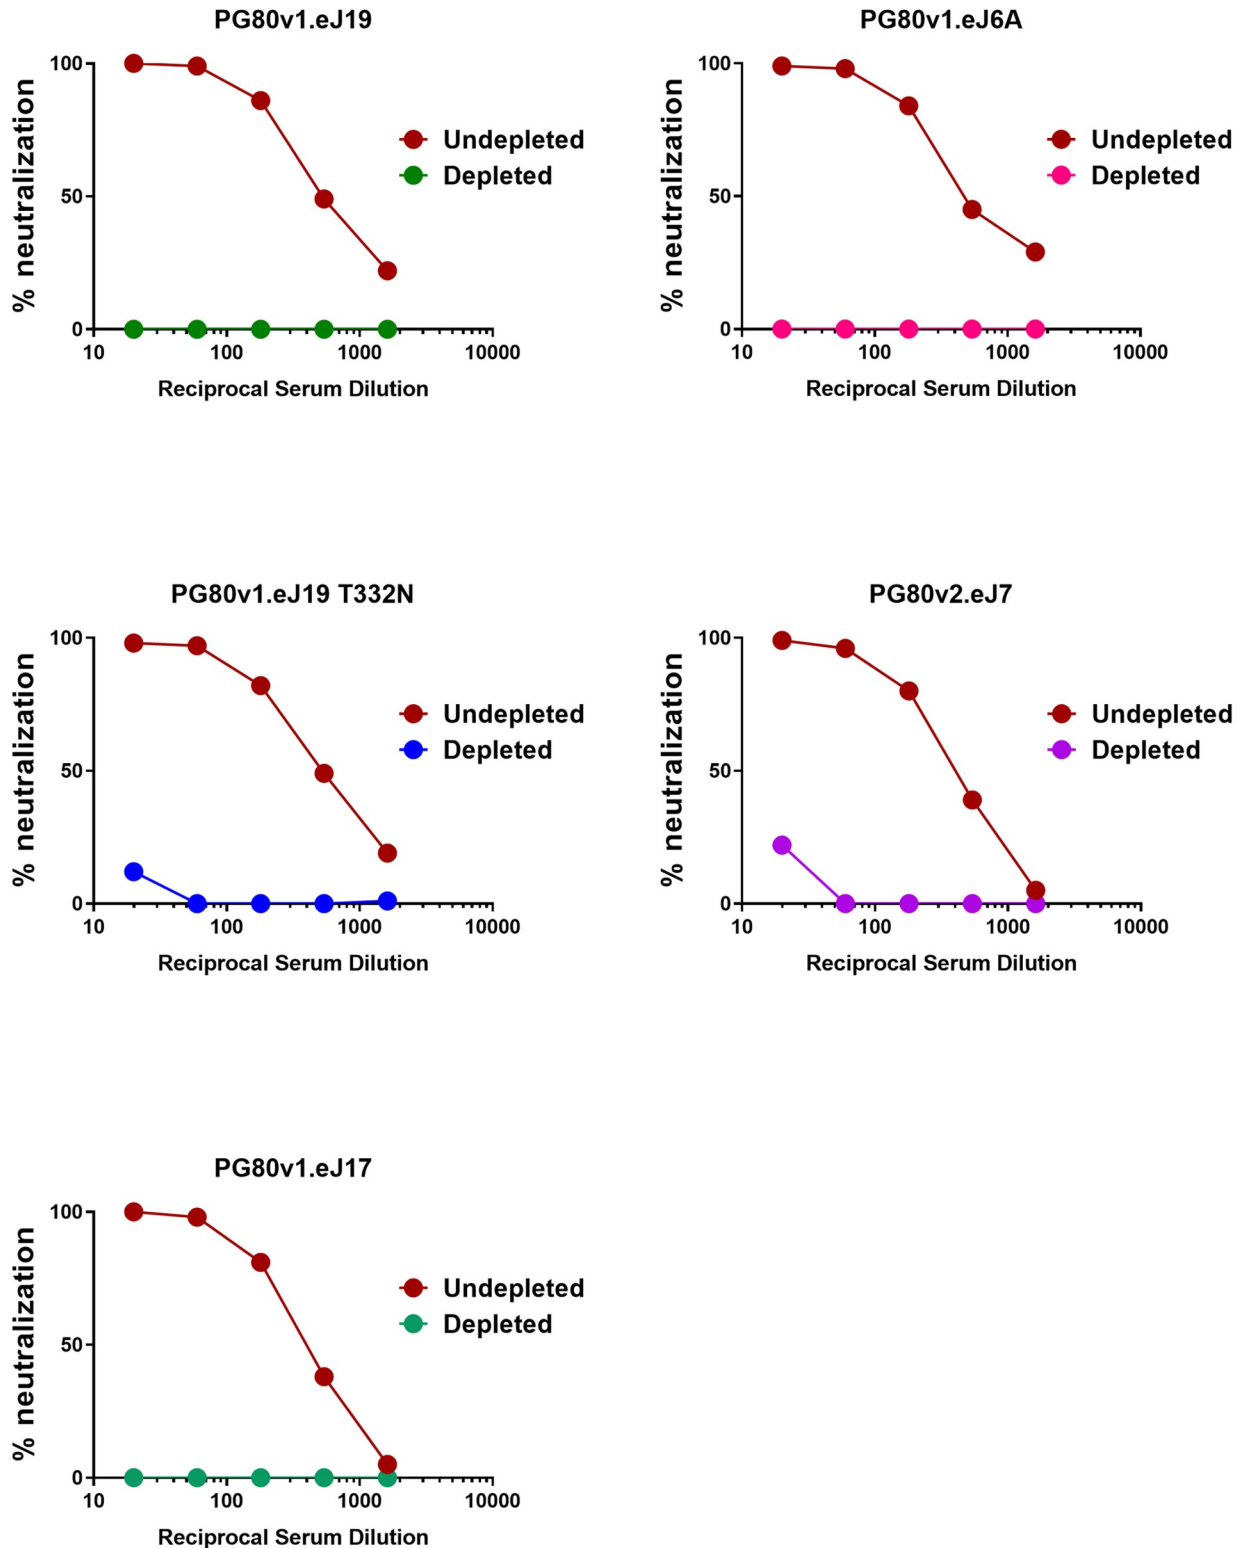 PG80v1.eJ19
100
50
0
10 100 1000 10000
% neutralization
Reciprocal Serum Dilution
Undepleted
Depleted
PG80v1.eJ6A
100
50
0
10 100 1000 10000
% neutralization
Reciprocal Serum Dilution
Undepleted
Depleted
PG80v1.eJ19 T332N
100
50
0
10 100 1000 10000
% neutralization
Reciprocal Serum Dilution
Undepleted
Depleted
PG80v2.eJ7
100
50
0
10 100 1000 10000
% neutralization
Reciprocal Serum Dilution
Undepleted
Depleted
PG80v1.eJ17
100
50
0
10 100 1000 10000
% neutralization
Reciprocal Serum Dilution
Undepleted
Depleted